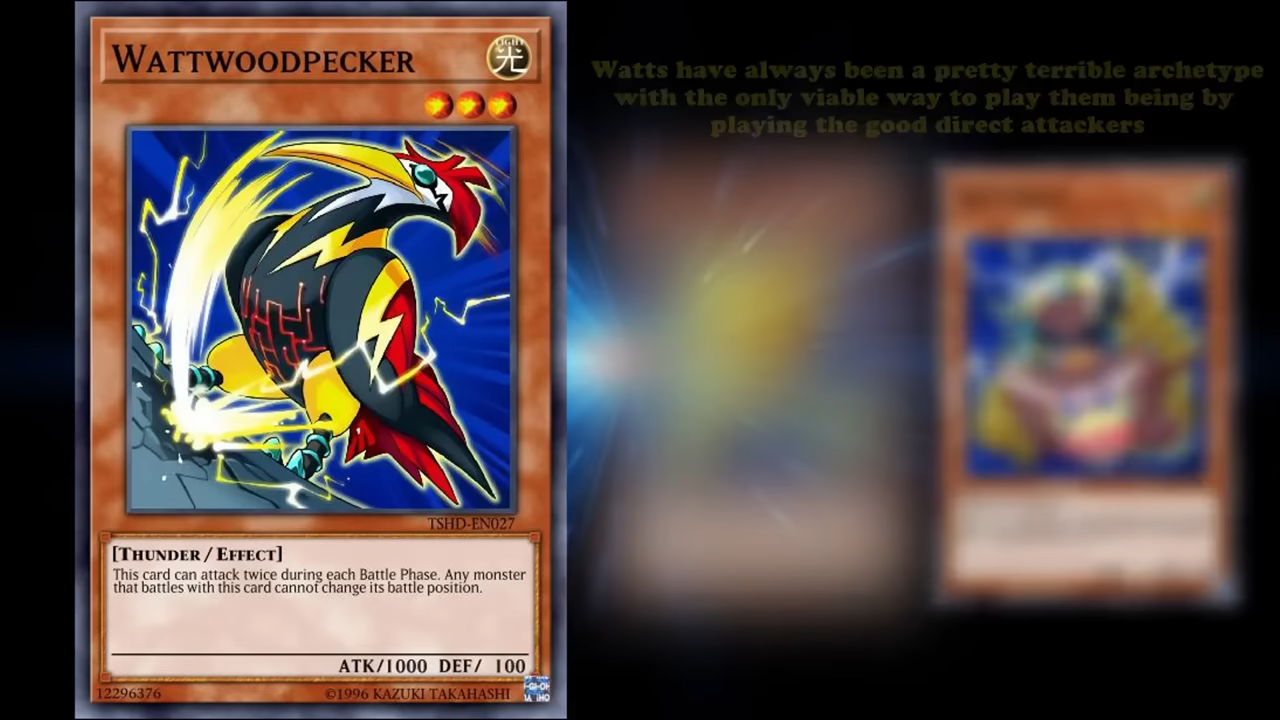 WATTWOODPECKER
LIGHT
光
Watts have always been a pretty terrible archetype
with the only viable way to play them being by
playing the good direct attackers
TSHD-EN027
[THUNDER / EFFECT]
This card can attack twice during each Battle Phase. Any monster
that battles with this card cannot change its battle position.
ATK/1000 DEF/ 100
12296376
©1996 KAZUKI TAKAHASHI